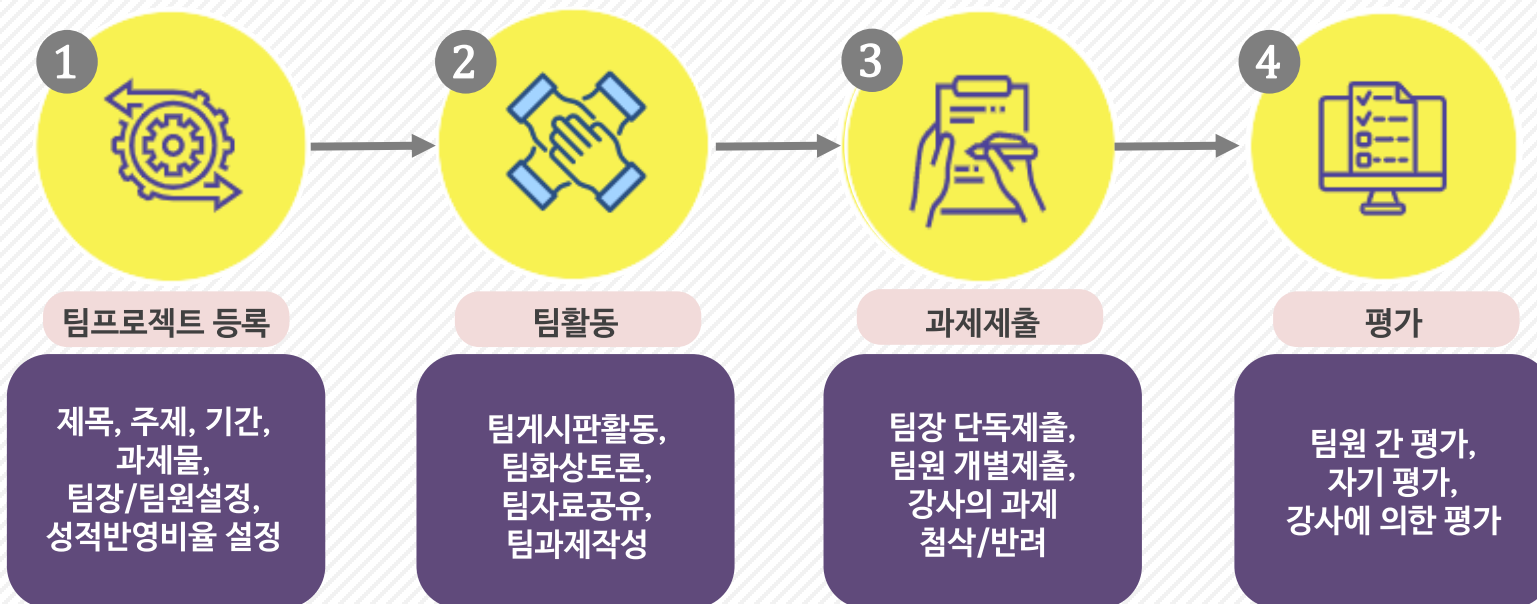 1
2
3
4
팀프로젝트 등록
팀활동
과제제출
평가
제목, 주제, 기간,
과제물,
팀장/팀원설정,
성적반영비율 설정
팀게시판활동,
팀화상토론,
팀자료공유,
팀과제작성
팀장 단독제출,
팀원 개별제출,
강사의 과제
첨삭/반려
팀원 간 평가,
자기 평가,
강사에 의한 평가